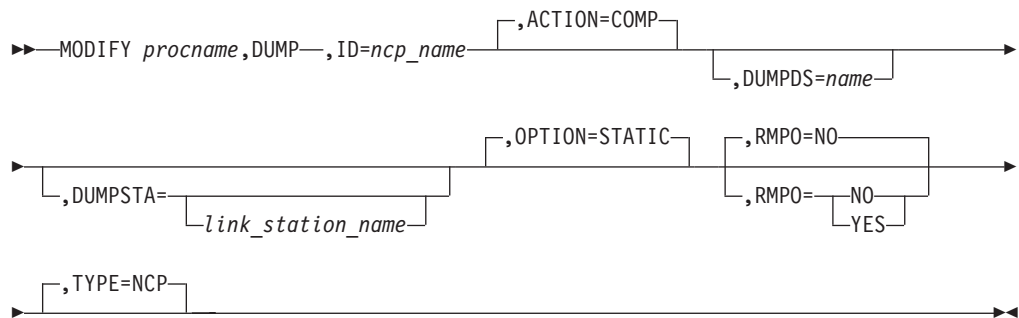 ,ACTION=COMP
MODIFY procname,DUMP ,ID=ncp_name
,DUMPDS=name
,OPTION=STATIC ,RMPO=NO
,DUMPSTA= ,RMPO= NO
link_station_name YES
,TYPE=NCP